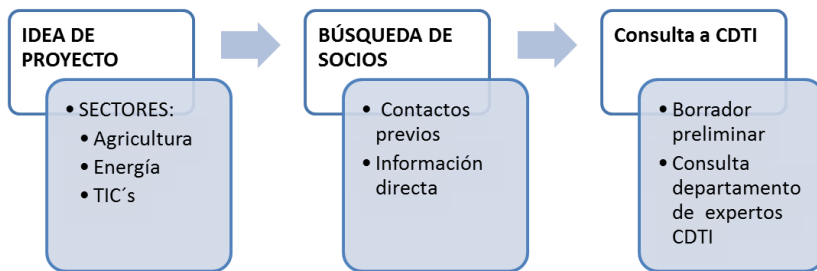 IDEA DE
PROYECTO
• SECTORES:
• Agricultura
• Energía
• TIC´s
BÚSQUEDA DE
SOCIOS
• Contactos
previos
• Información
directa
Consulta a CDTI
• Borrador
preliminar
• Consulta
departamento
de expertos
CDTI